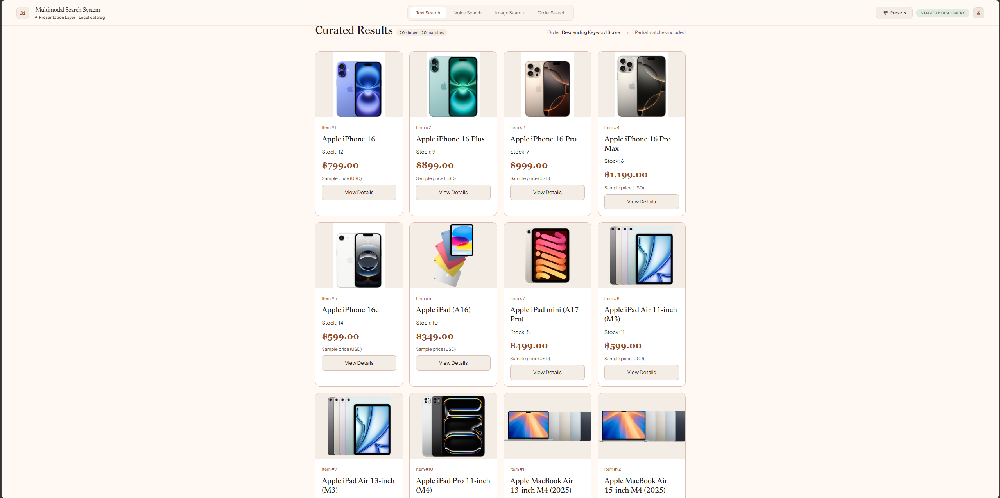 M
Multimodal Search System
Presentation Layer · Local catalog
Text Search
Voice Search
Image Search
Order Search
Presets
STAGE 01: DISCOVERY
Curated Results
20 shown · 20 matches
Order: Descending Keyword Score
Partial matches included
Item #1
Apple iPhone 16
Stock: 12
$799.00
Sample price (USD)
View Details
Item #2
Apple iPhone 16 Plus
Stock: 9
$899.00
Sample price (USD)
View Details
Item #3
Apple iPhone 16 Pro
Stock: 7
$999.00
Sample price (USD)
View Details
Item #4
Apple iPhone 16 Pro
Max
Stock: 6
$1,199.00
Sample price (USD)
View Details
Item #5
Apple iPhone 16e
Stock: 14
$599.00
Sample price (USD)
View Details
Item #6
Apple iPad (A16)
Stock: 10
$349.00
Sample price (USD)
View Details
Item #7
Apple iPad mini (A17
Pro)
Stock: 8
$499.00
Sample price (USD)
View Details
Item #8
Apple iPad Air 11-inch
(M3)
Stock: 11
$599.00
Sample price (USD)
View Details
Item #9
Apple iPad Air 13-inch
(M3)
Item #10
Apple iPad Pro 11-inch
(M4)
Item #11
Apple MacBook Air
13-inch M4 (2025)
Item #12
Apple MacBook Air
15-inch M4 (2025)